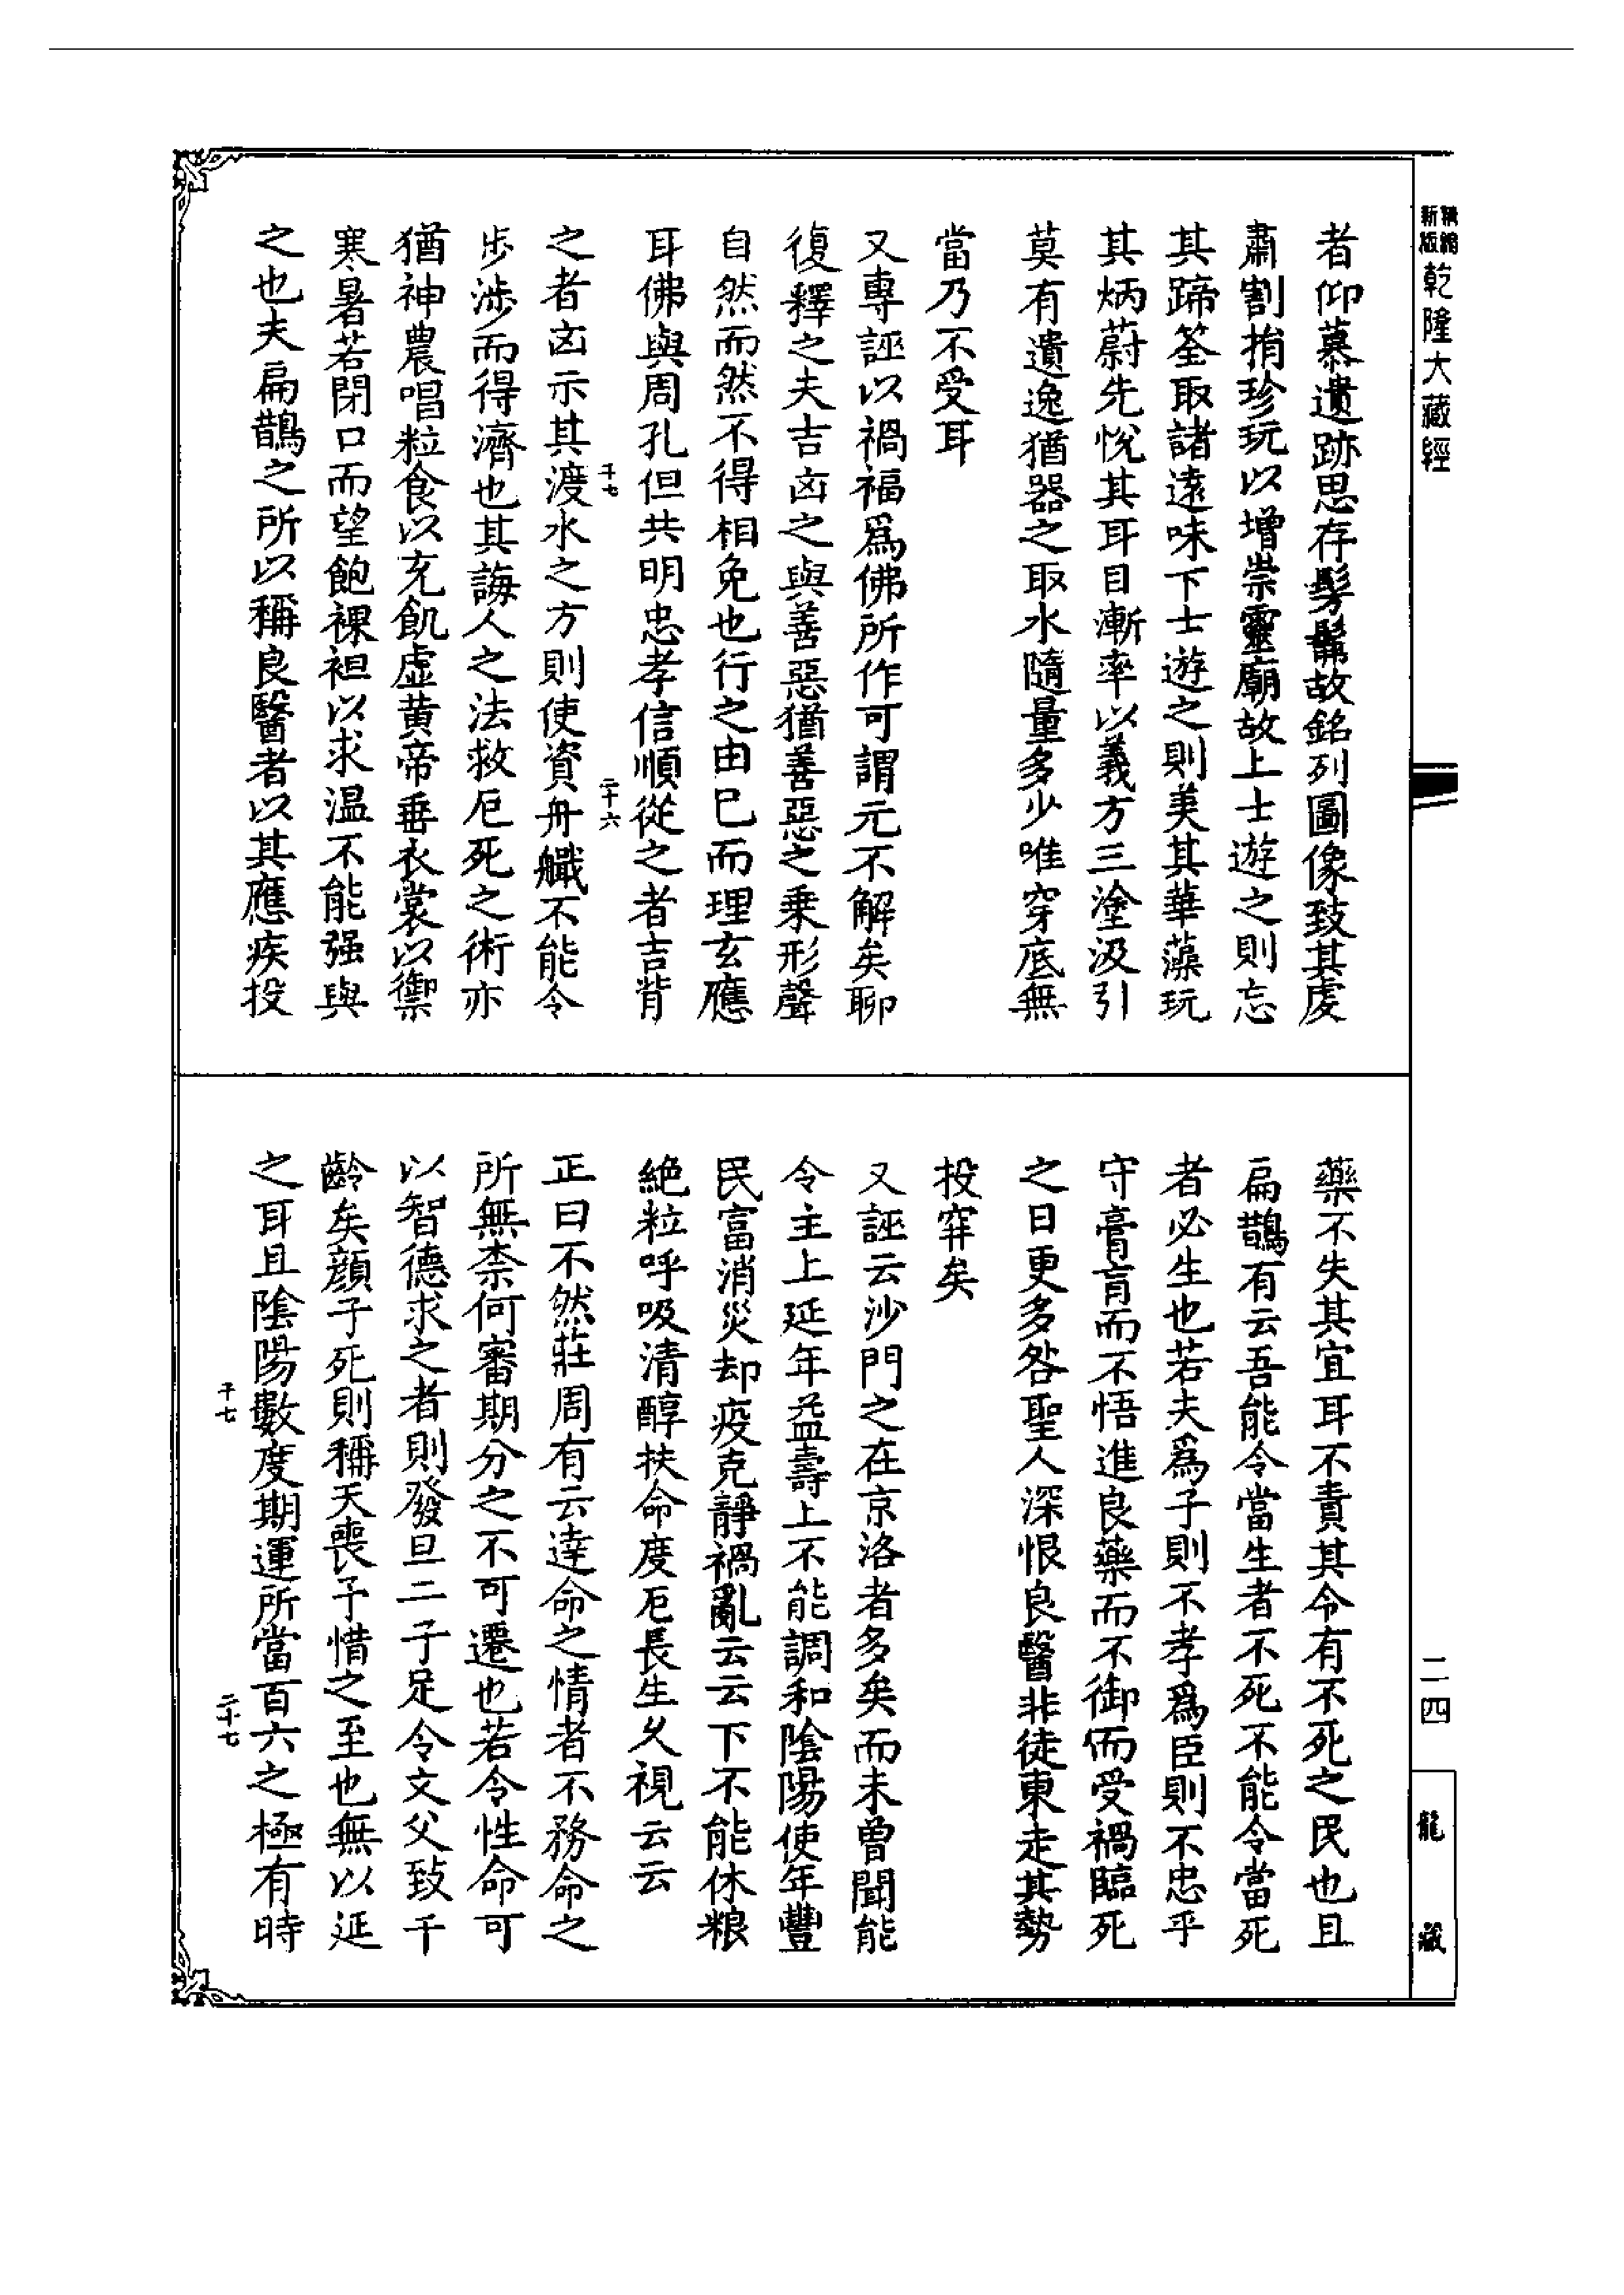 精縮
新版
乾隆大藏經
者仰慕遺跡思存髣髴故銘列圖像致其虔
肅割捐珍玩以增崇靈廟故上士遊之則忘
其蹄筌取諸遠味下士遊之則美其華藻玩
其炳蔚先悅其耳目漸率以義方三塗汲引
莫有遺逸猶器之取水隨量多少唯穿底無
當乃不受耳
又專誣以禍福爲佛所作可謂元不解矣聊
復釋之夫吉凶之與善惡猶善惡之乗形聲
自然而然不得相免也行之由巳而理玄應
耳佛與周孔但共明忠孝信順從之者吉背
千七
二十六
之者凶示其渡水之方則使資舟艥不能令
步涉而得濟也其誨人之法救厄死之術亦
猶神農唱粒食以充飢虛黄帝垂衣裳以禦
寒暑若閉口而望飽裸袒以求温不能强與
之也夫扁鵲之所以稱良醫者以其應疾投
藥不失其宜耳不責其令有不死之民也且
扁鵲有云吾能令當生者不死不能令當死
者必生也若夫爲子則不孝爲臣則不忠乎
守膏肓而不悟進良藥而不御而受禍臨死
之日更多咎聖人深恨良醫非徒東走其勢
投穽矣
又誣云沙門之在京洛者多矣而未曾聞能
令主上延年益壽上不能調和陰陽使年豐
民富消災却疫克靜禍亂云云下不能休粮
絶粒呼吸清醇扶命度厄長生久視云云
正曰不然莊周有云達命之情者不務命之
所無柰何審期分之不可遷也若令性命可
以智德求之者則發旦二子足令文父致千
齡矣顔子死則稱天喪予惜之至也無以延
之耳且陰陽數度期運所當百六之極有時
千七
二十七
二四
龍藏